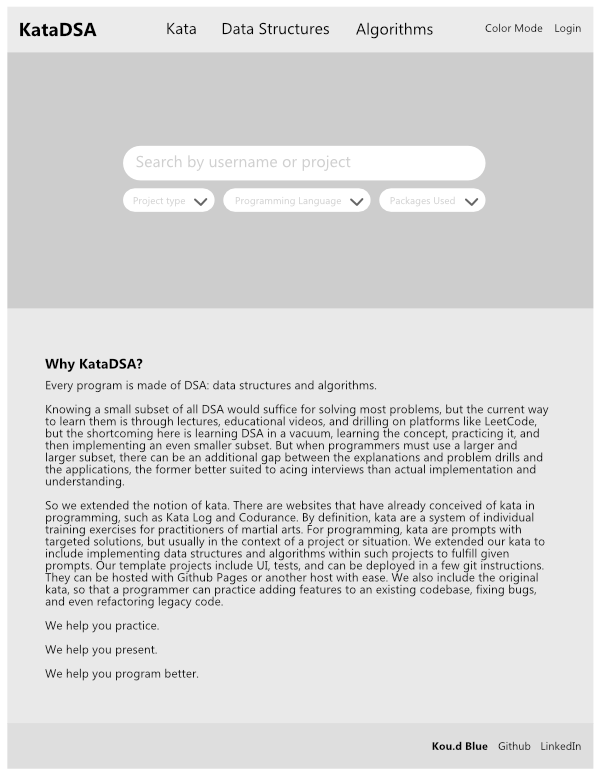 KataDSA Kata Data Structures Algorithms Color Mode Login
Search by username or project
Project type Programming Language Packages Used
Why KataDSA?
Every program is made of DSA: data structures and algorithms.
Knowing a small subset of all DSA would suffice for solving most problems, but the current way
to learn them is through lectures, educational videos, and drilling on platforms like LeetCode,
but the shortcoming here is learning DSA in a vacuum, learning the concept, practicing it, and
then implementing an even smaller subset. But when programmers must use a larger and
larger subset, there can be an additional gap between the explanations and problem drills and
the applications, the former better suited to acing interviews than actual implementation and
understanding.
So we extended the notion of kata. There are websites that have already conceived of kata in
programming, such as Kata Log and Codurance. By definition, kata are a system of individual
training exercises for practitioners of martial arts. For programming, kata are prompts with
targeted solutions, but usually in the context of a project or situation. We extended our kata to
include implementing data structures and algorithms within such projects to fulfill given
prompts. Our template projects include UI, tests, and can be deployed in a few git instructions.
They can be hosted with Github Pages or another host with ease. We also include the original
kata, so that a programmer can practice adding features to an existing codebase, fixing bugs,
and even refactoring legacy code.
We help you practice.
We help you present.
We help you program better.
Kou.d Blue Github LinkedIn